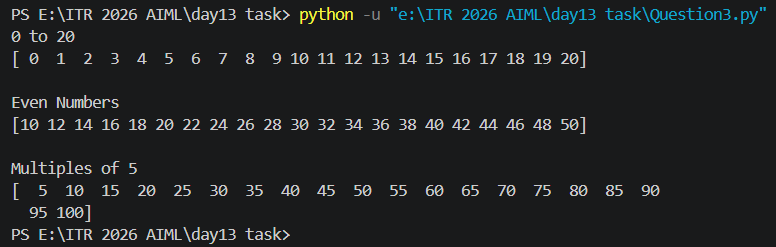 PS E:\ITR 2026 AIML\day13 task> python -u "e:\ITR 2026 AIML\day13 task\Question3.py"
0 to 20
[ 0  1  2  3  4  5  6  7  8  9 10 11 12 13 14 15 16 17 18 19 20]

Even Numbers
[10 12 14 16 18 20 22 24 26 28 30 32 34 36 38 40 42 44 46 48 50]

Multiples of 5
[  5  10  15  20  25  30  35  40  45  50  55  60  65  70  75  80  85  90
  95 100]
PS E:\ITR 2026 AIML\day13 task>